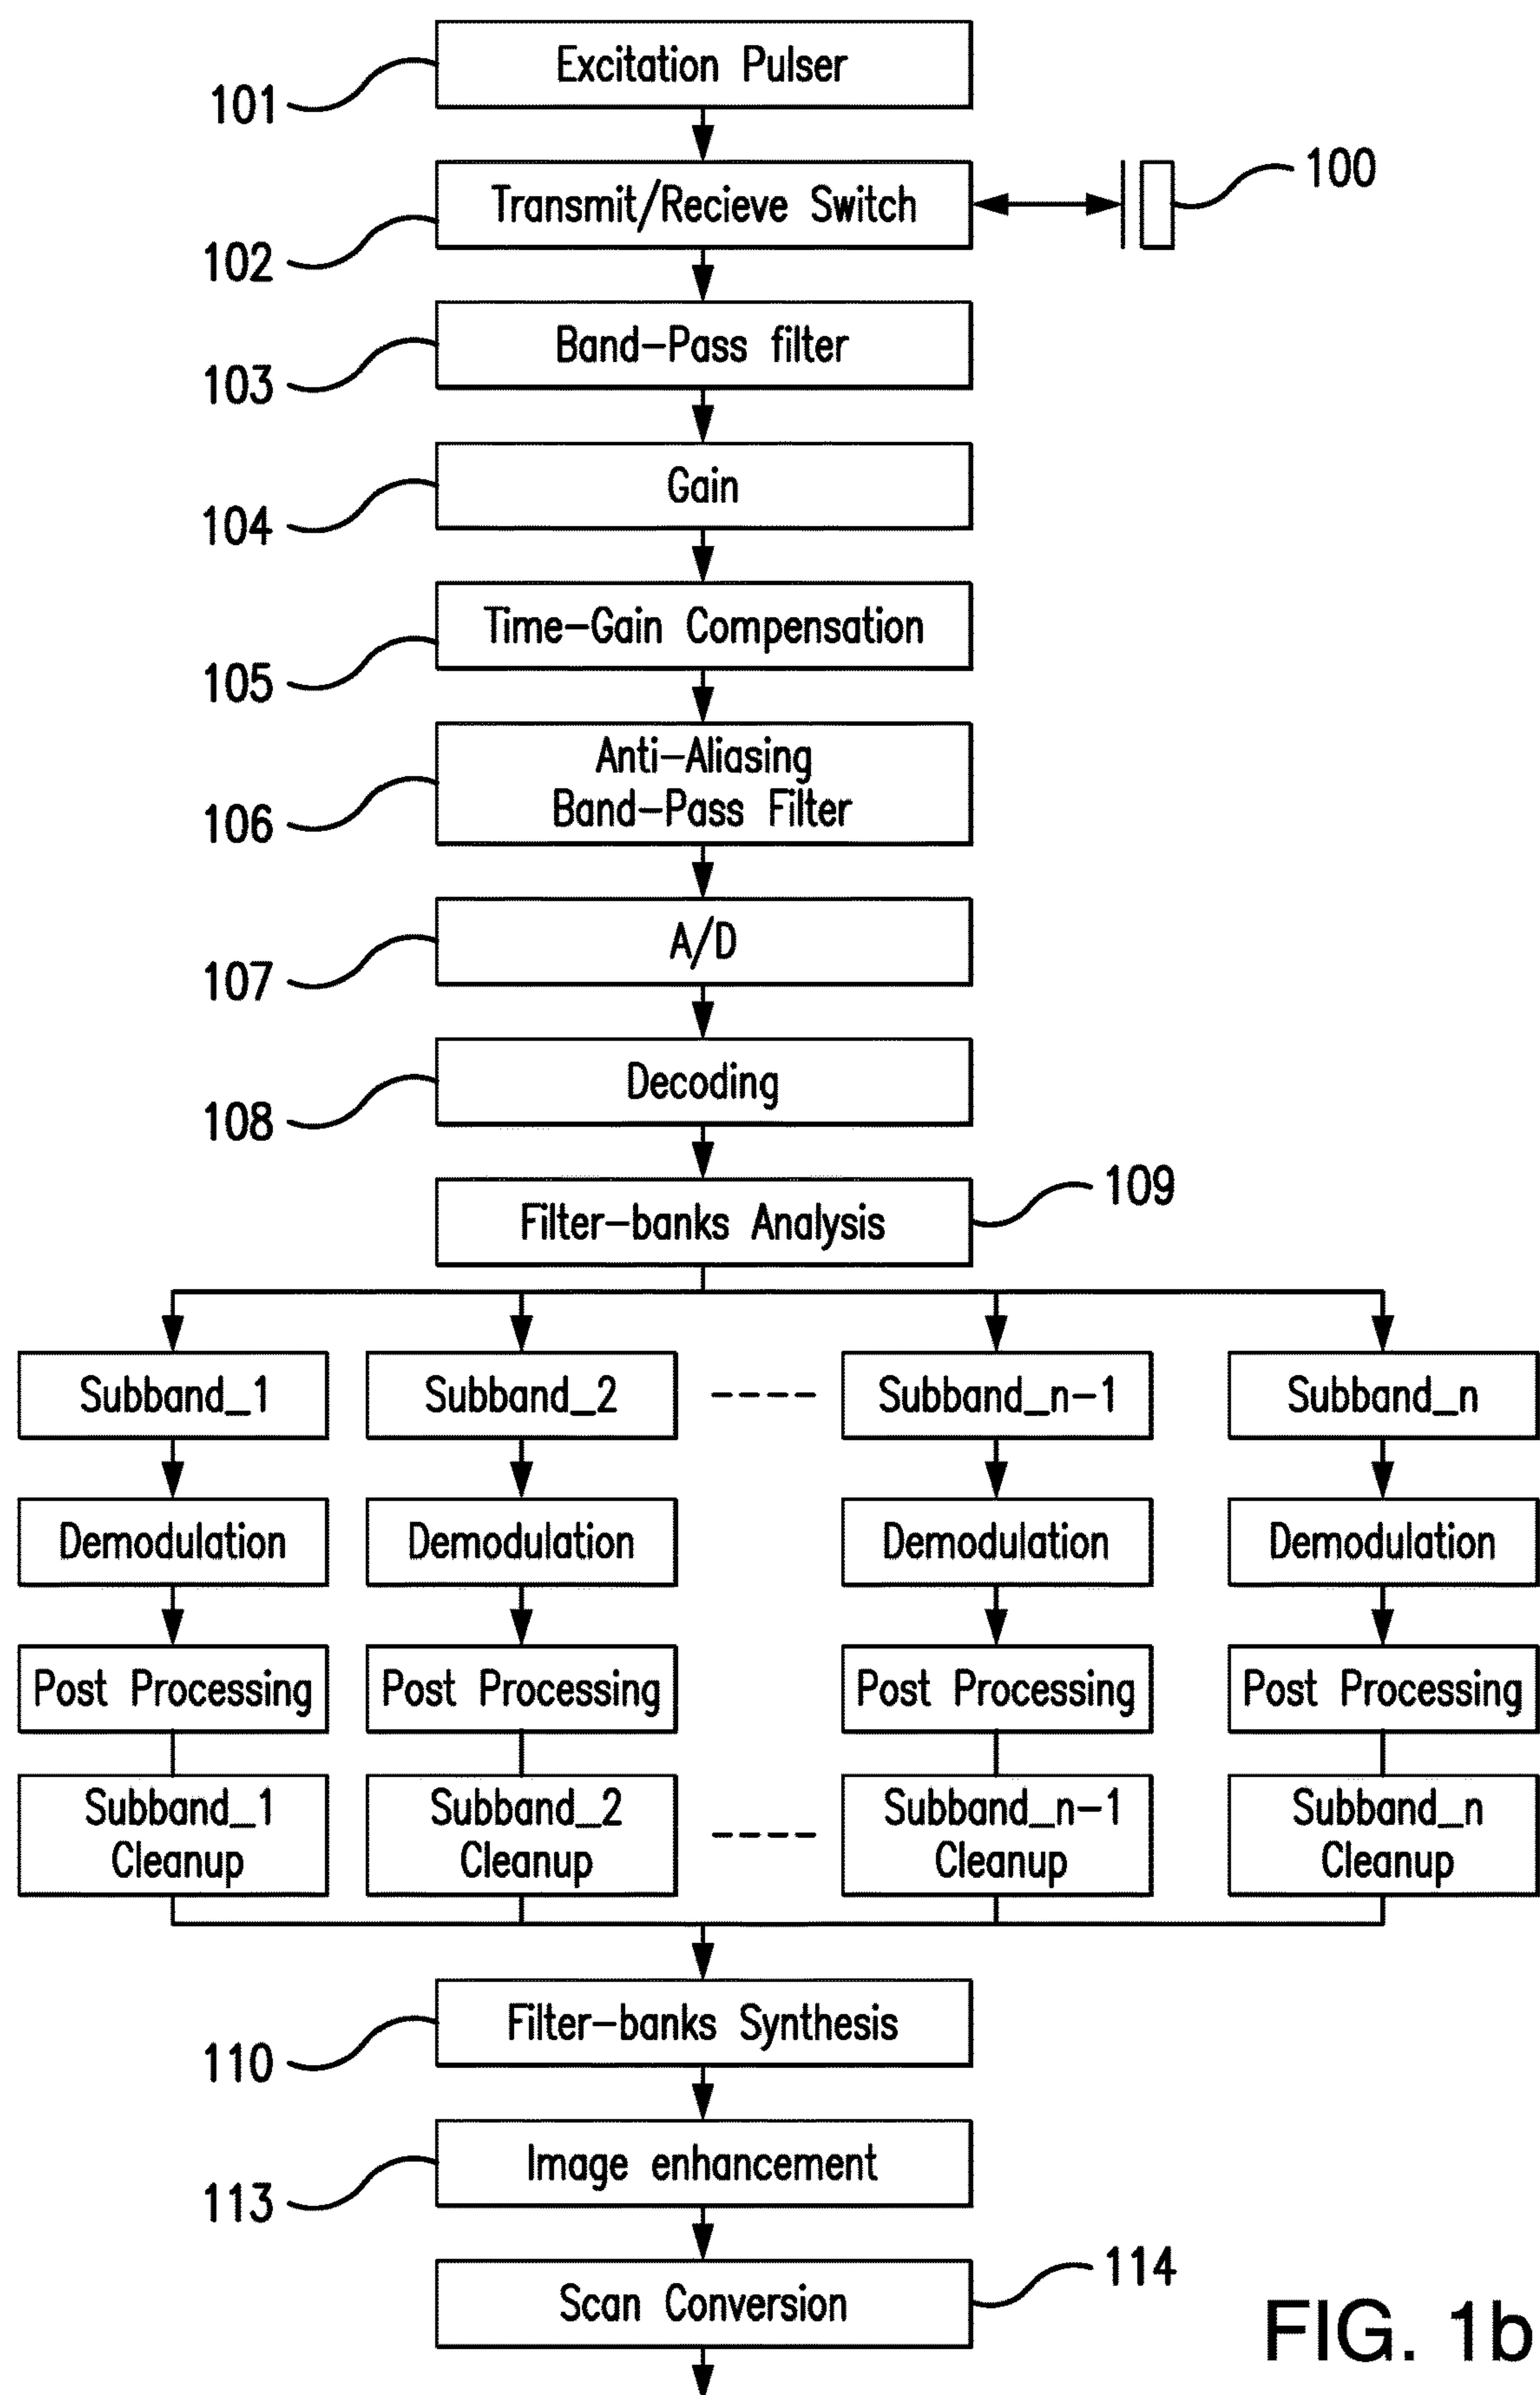 Excitation Pulser
101
Transmit/Recieve Switch
100
102
Band-Pass filter
103
Gain
104
Time-Gain Compensation
105
Anti-Aliasing
Band-Pass Filter
106
A/D
107
Decoding
108
109
Filter-banks Analysis
Subband_1 Subband_2 ---- Subband_n-1 Subband_n
Demodulation Demodulation Demodulation Demodulation
Post Processing Post Processing Post Processing Post Processing
Subband_1 Subband_2 Subband_n-1 Subband_n
Cleanup Cleanup ---- Cleanup Cleanup
Filter-banks Synthesis
110
Image enhancement
113
114
Scan Conversion
FIG. 1b